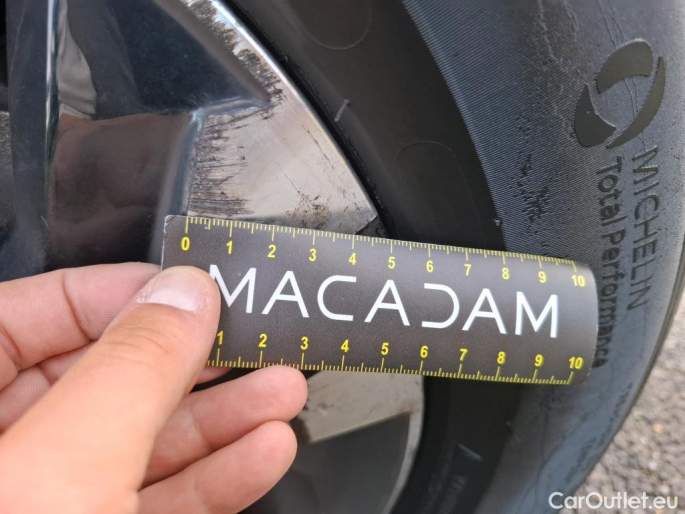 MICHELIN
Total Performance
0 1 2 3 4 5 6 7 8 9 10
MACADAM
1 2 3 4 5 6 7 8 9 10
CarOutlet.eu